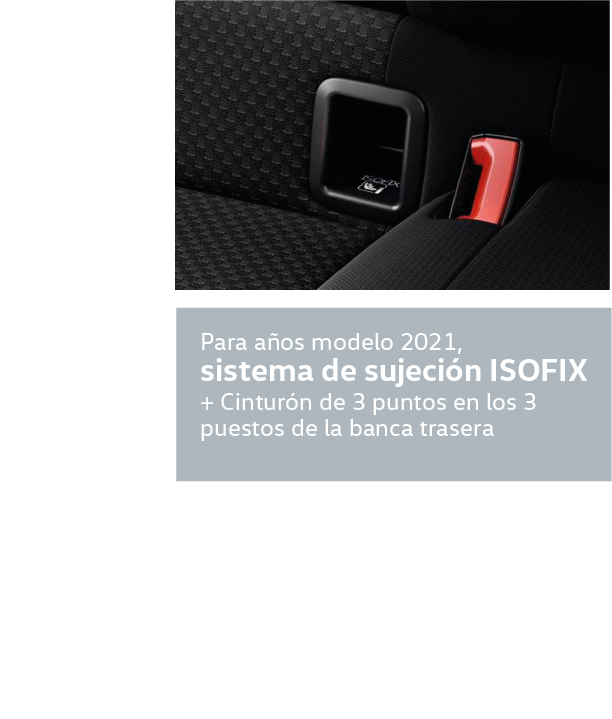 ISOFIX
Para años modelo 2021,
sistema de sujeción ISOFIX
+ Cinturón de 3 puntos en los 3
puestos de la banca trasera